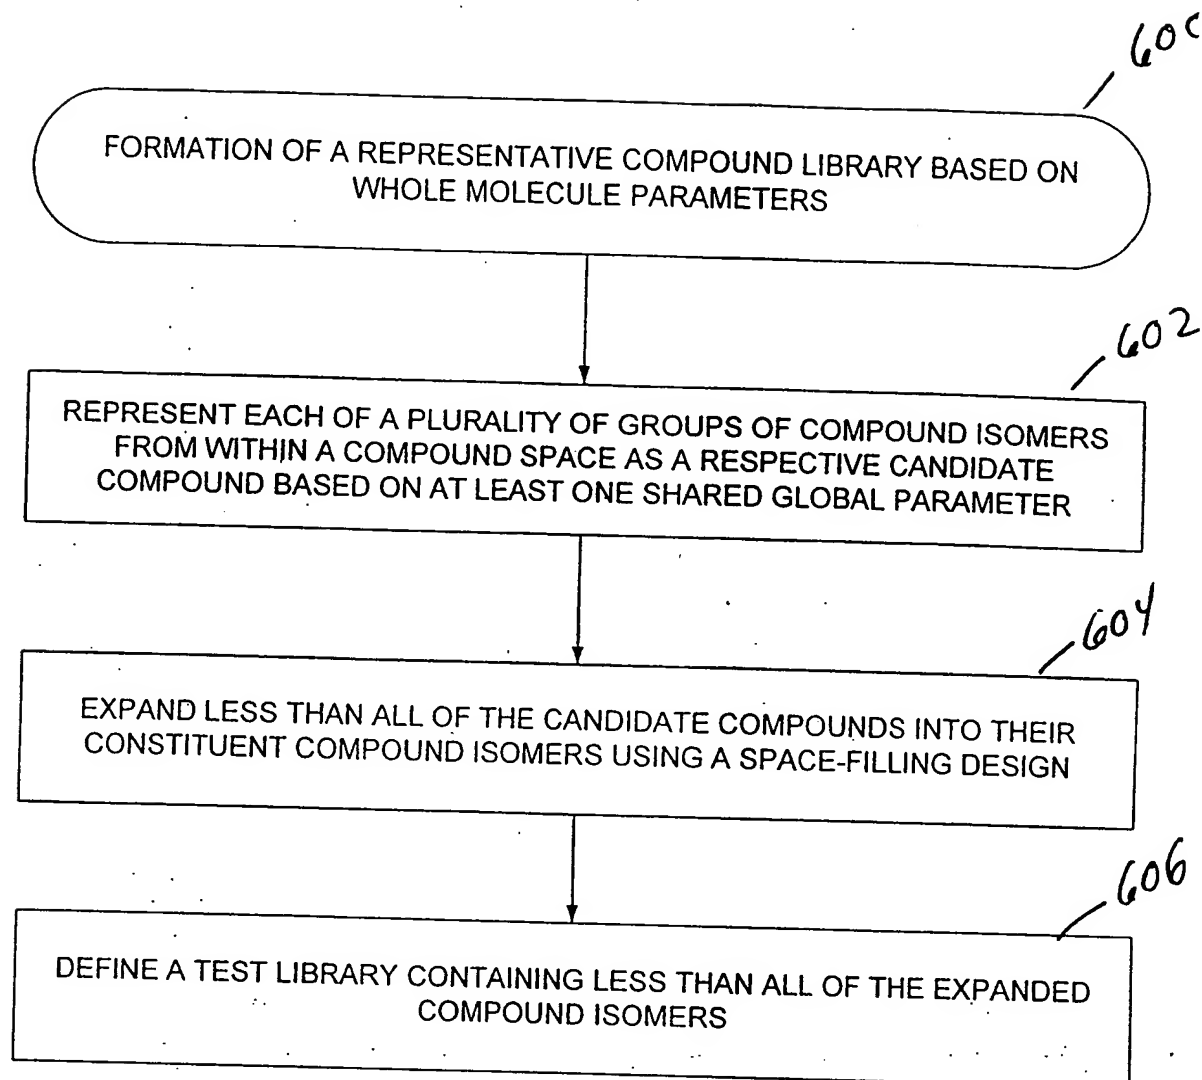 600
FORMATION OF A REPRESENTATIVE COMPOUND LIBRARY BASED ON
WHOLE MOLECULE PARAMETERS
602
REPRESENT EACH OF A PLURALITY OF GROUPS OF COMPOUND ISOMERS
FROM WITHIN A COMPOUND SPACE AS A RESPECTIVE CANDIDATE
COMPOUND BASED ON AT LEAST ONE SHARED GLOBAL PARAMETER
604
EXPAND LESS THAN ALL OF THE CANDIDATE COMPOUNDS INTO THEIR
CONSTITUENT COMPOUND ISOMERS USING A SPACE-FILLING DESIGN
606
DEFINE A TEST LIBRARY CONTAINING LESS THAN ALL OF THE EXPANDED
COMPOUND ISOMERS